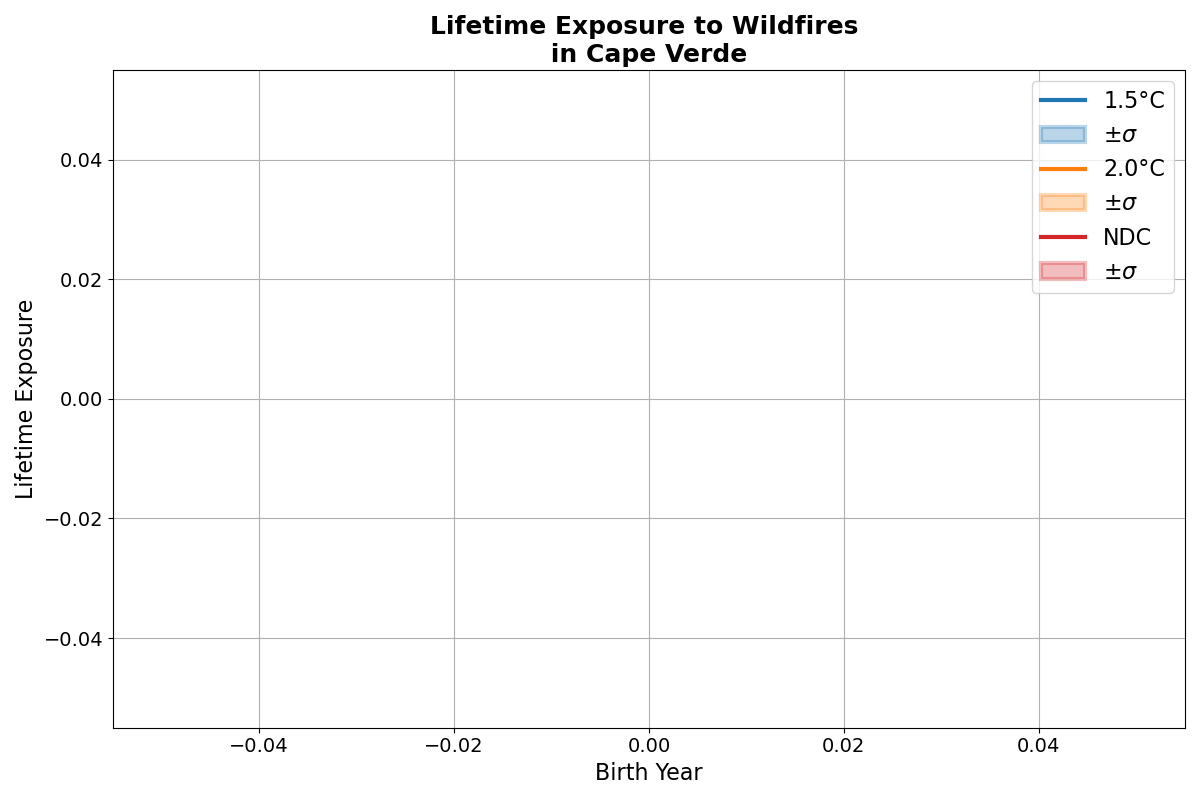 Lifetime Exposure to Wildfires
in Cape Verde
1.5°C
±σ
2.0°C
±σ
NDC
±σ
Lifetime Exposure
0.04
0.02
0.00
−0.02
−0.04
−0.04
−0.02
0.00
0.02
0.04
Birth Year